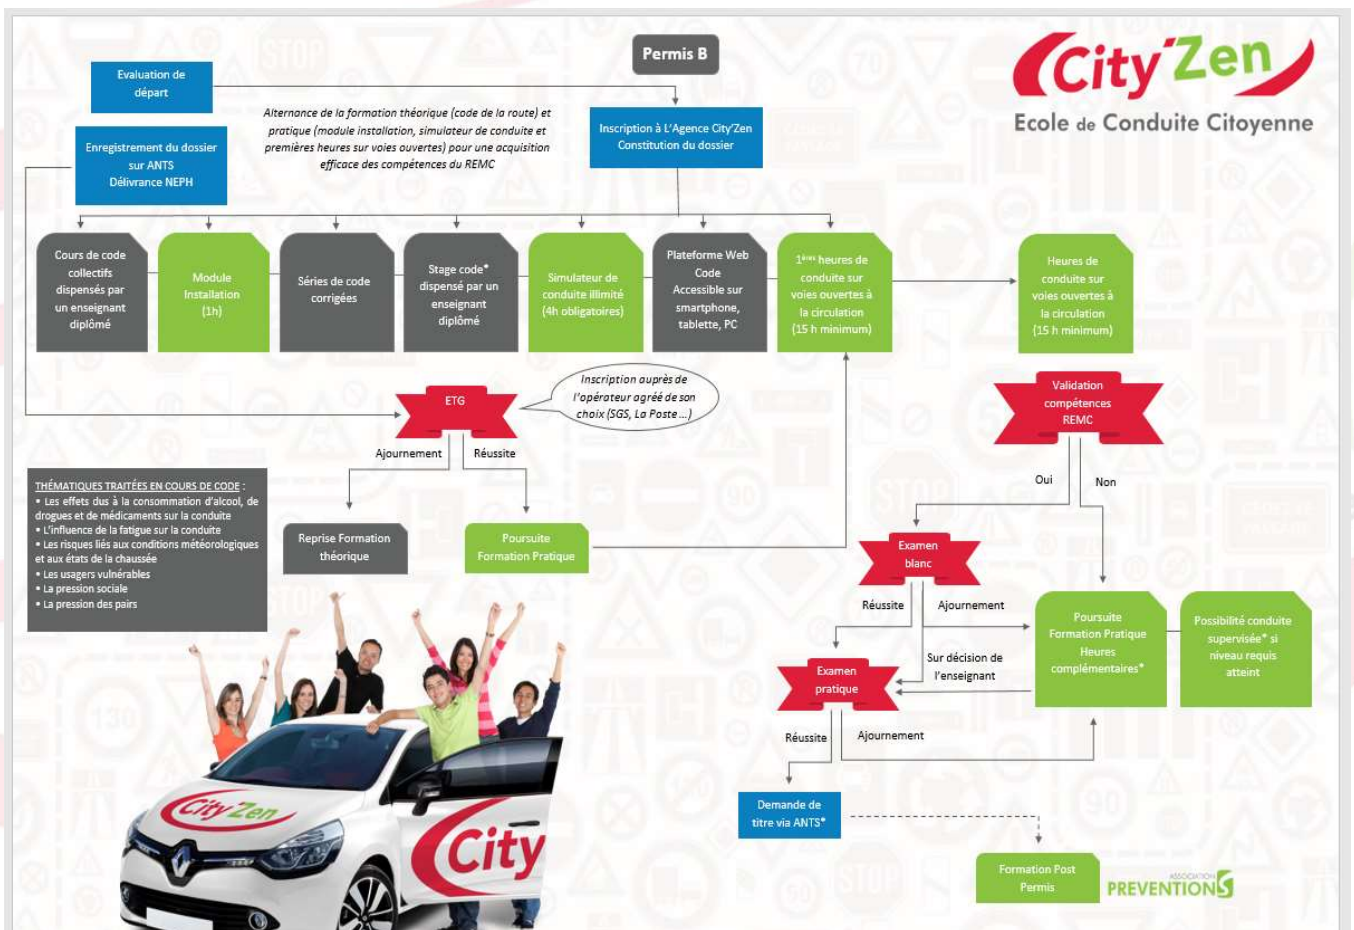 Permis B
City'Zen
Ecole de Conduite Citoyenne
Evaluation de
départ
Alternance de la formation théorique (code de la route) et
pratique (module installation, simulateur de conduite et
premières heures sur voies ouvertes) pour une acquisition
efficace des compétences du REMC
Inscription à L'Agence City'Zen
Constitution du dossier
Enregistrement du dossier
sur ANTS
Délivrance NEPH
Cours de code
collectifs
dispensés par
un enseignant
diplômé
Module
Installation
(1h)
Séries de code
corrigées
Stage code*
dispensé par un
enseignant
diplômé
Simulateur de
conduite illimité
(4h obligatoires)
Plateforme Web
Code
Accessible sur
smartphone,
tablette, PC
1ères heures de
conduite sur
voies ouvertes à
la circulation
(15 h minimum)
Heures de
conduite sur
voies ouvertes à
la circulation
(15 h minimum)
ETG
Inscription auprès de
l'opérateur agréé de son
choix (SGS, La Poste ...)
Validation
compétences
REMC
Ajournement
Réussite
Oui
Non
THÉMATIQUES TRAITÉES EN COURS DE CODE :
• Les effets dus à la consommation d'alcool, de
drogues et de médicaments sur la conduite
• L'influence de la fatigue sur la conduite
• Les risques liés aux conditions météorologiques
et aux états de la chaussée
• Les usagers vulnérables
• La pression sociale
• La pression des pairs
Reprise Formation
théorique
Poursuite
Formation Pratique
Examen
blanc
Réussite
Ajournement
Poursuite
Formation Pratique
Heures
complémentaires*
Possibilité conduite
supervisée* si
niveau requis
atteint
Sur décision de
l'enseignant
Examen
pratique
Réussite
Ajournement
Demande de
titre via ANTS*
Formation Post
Permis
ASSOCIATION
PREVENTIONS
City'Zen
City
STOP
STOP
STOP
STOP
130
90
90
50
70